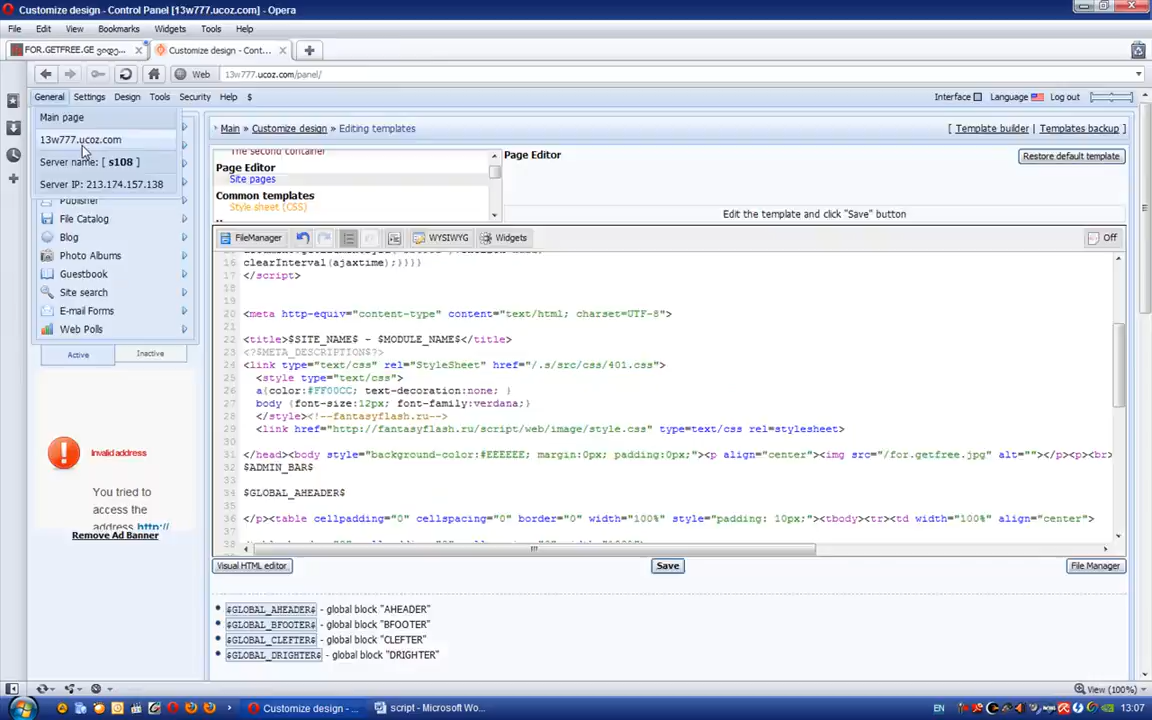 Customize design - Control Panel [13w777.ucoz.com] - Opera
File Edit View Bookmarks Widgets Tools Help
FOR.GETFREE.GE Customize design - Cont...
Web 13w777.ucoz.com/panel/
General Settings Design Tools Security Help $ Interface Language Log out
Main page
13w777.ucoz.com
Server name: [ s108 ]
Server IP: 213.174.157.138
Publisher
File Catalog
Blog
Photo Albums
Guestbook
Site search
E-mail Forms
Web Polls
Active Inactive
Invalid address
You tried to
access the
address http://
Remove Ad Banner
Main » Customize design » Editing templates [ Template builder | Templates backup ]
The second container
Page Editor
Site pages
Common templates
Style sheet (CSS)
Page Editor Restore default template
Edit the template and click "Save" button
FileManager WYSIWYG Widgets Off
16 clearInterval(ajaxtime);}}}}
17 </script>
18
19
20 <meta http-equiv="content-type" content="text/html; charset=UTF-8">
21
22 <title>$SITE_NAME$ - $MODULE_NAME$</title>
23 <?$META_DESCRIPTION$?>
24 <link type="text/css" rel="StyleSheet" href="/.s/src/css/401.css">
25 <style type="text/css">
26 a{color:#FF00CC; text-decoration:none; }
27 body {font-size:12px; font-family:verdana;}
28 </style><!--fantasyflash.ru-->
29 <link href="http://fantasyflash.ru/script/web/image/style.css" type=text/css rel=stylesheet>
30
31 </head><body style="background-color:#EEEEEE; margin:0px; padding:0px;"><p align="center"><img src="/for.getfree.jpg" alt=""></p><p><br>
32 $ADMIN_BAR$
33
34 $GLOBAL_AHEADER$
35
36 </p><table cellpadding="0" cellspacing="0" border="0" width="100%" style="padding: 10px;"><tbody><tr><td width="100%" align="center">
37
Visual HTML editor Save File Manager
$GLOBAL_AHEADER$ - global block "AHEADER"
$GLOBAL_BFOOTER$ - global block "BFOOTER"
$GLOBAL_CLEFTER$ - global block "CLEFTER"
$GLOBAL_DRIGHTER$ - global block "DRIGHTER"
View (100%)
Customize design - ... script - Microsoft Wo... EN 13:07